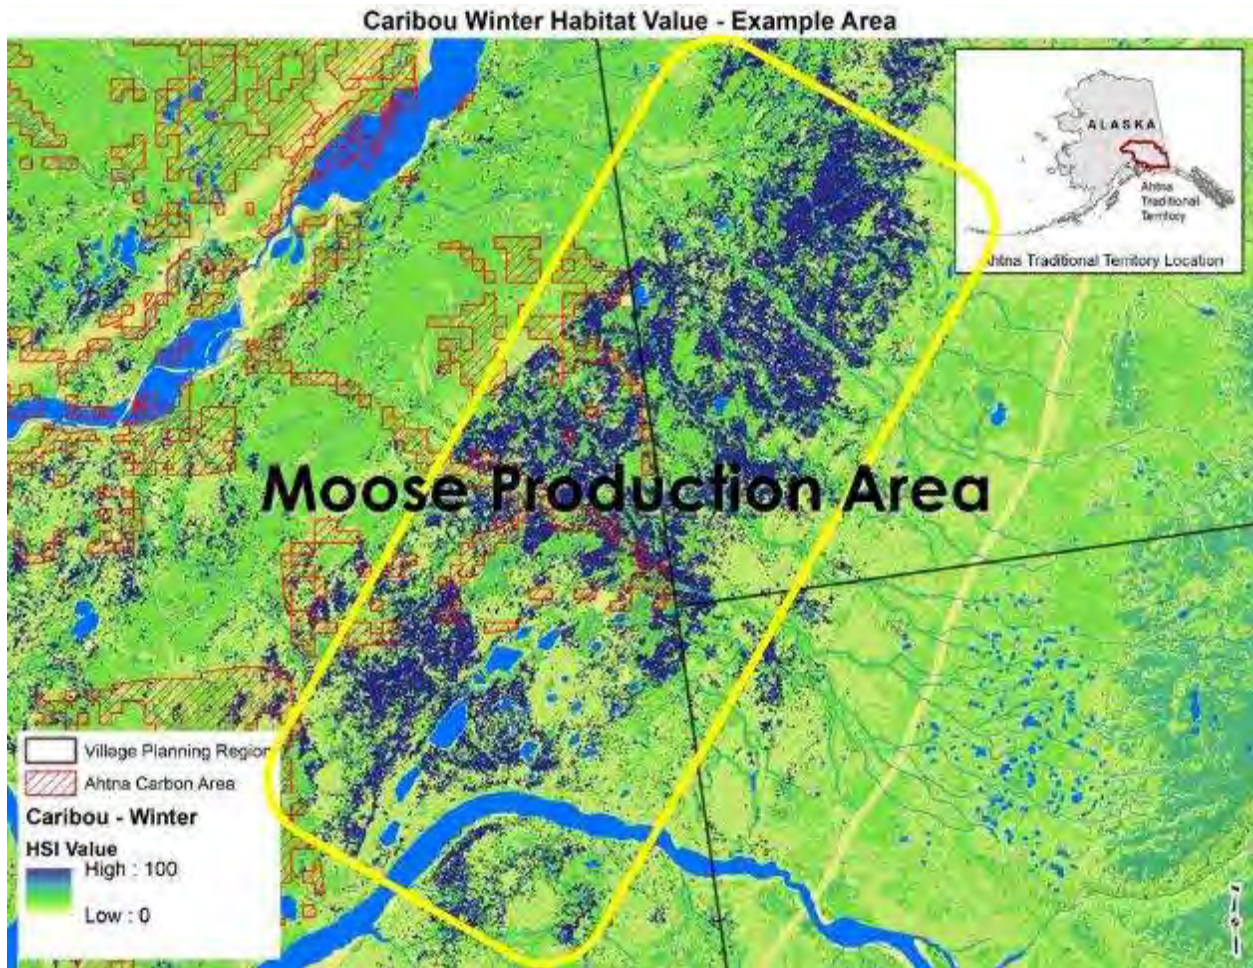 Caribou Winter Habitat Value - Example Area
ALASKA
Ahtna
Traditional
Territory
Ahtna Traditional Territory Location
Moose Production Area
Village Planning Region
Ahtna Carbon Area
Caribou - Winter
HSI Value
High : 100
Low : 0